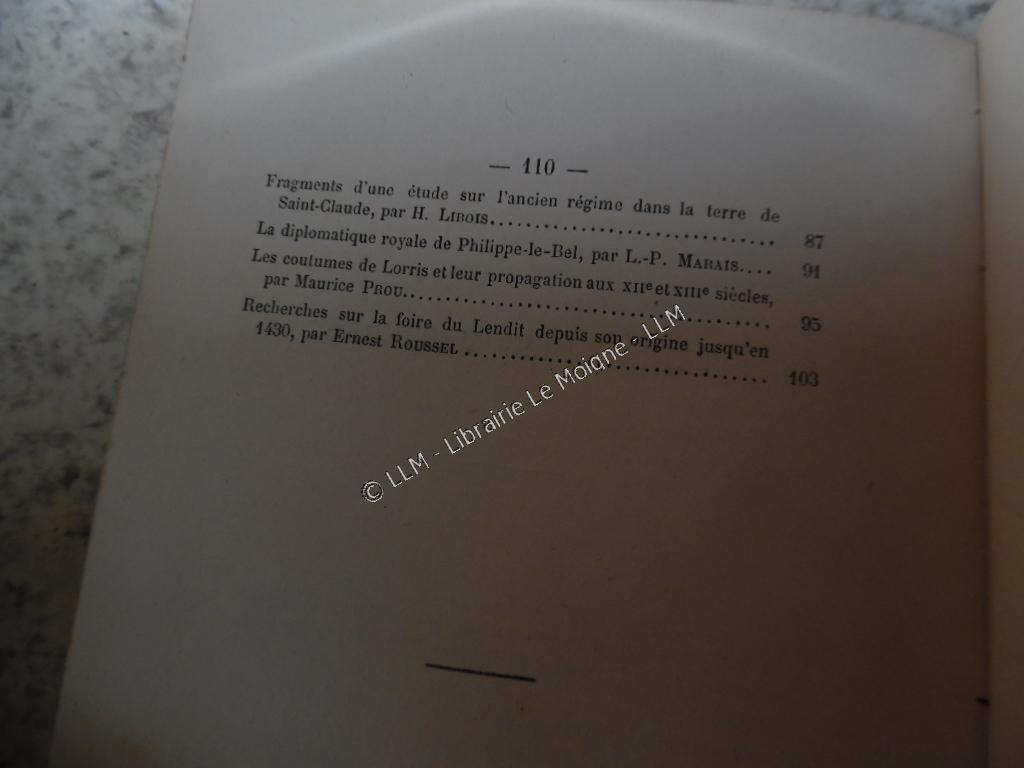 — 110 —
Fragments d'une étude sur l'ancien régime dans la terre de
Saint-Claude, par H. LIBOIS.............................. 87
La diplomatique royale de Philippe-le-Bel, par L.-P. MARAIS.... 91
Les coutumes de Lorris et leur propagation aux XIIe et XIIIe siècles,
par Maurice PROU................................... 95
Recherches sur la foire du Lendit depuis son origine jusqu'en
1430, par Ernest ROUSSEL............................. 103
© LLM - Librairie Le Moigne - LLM